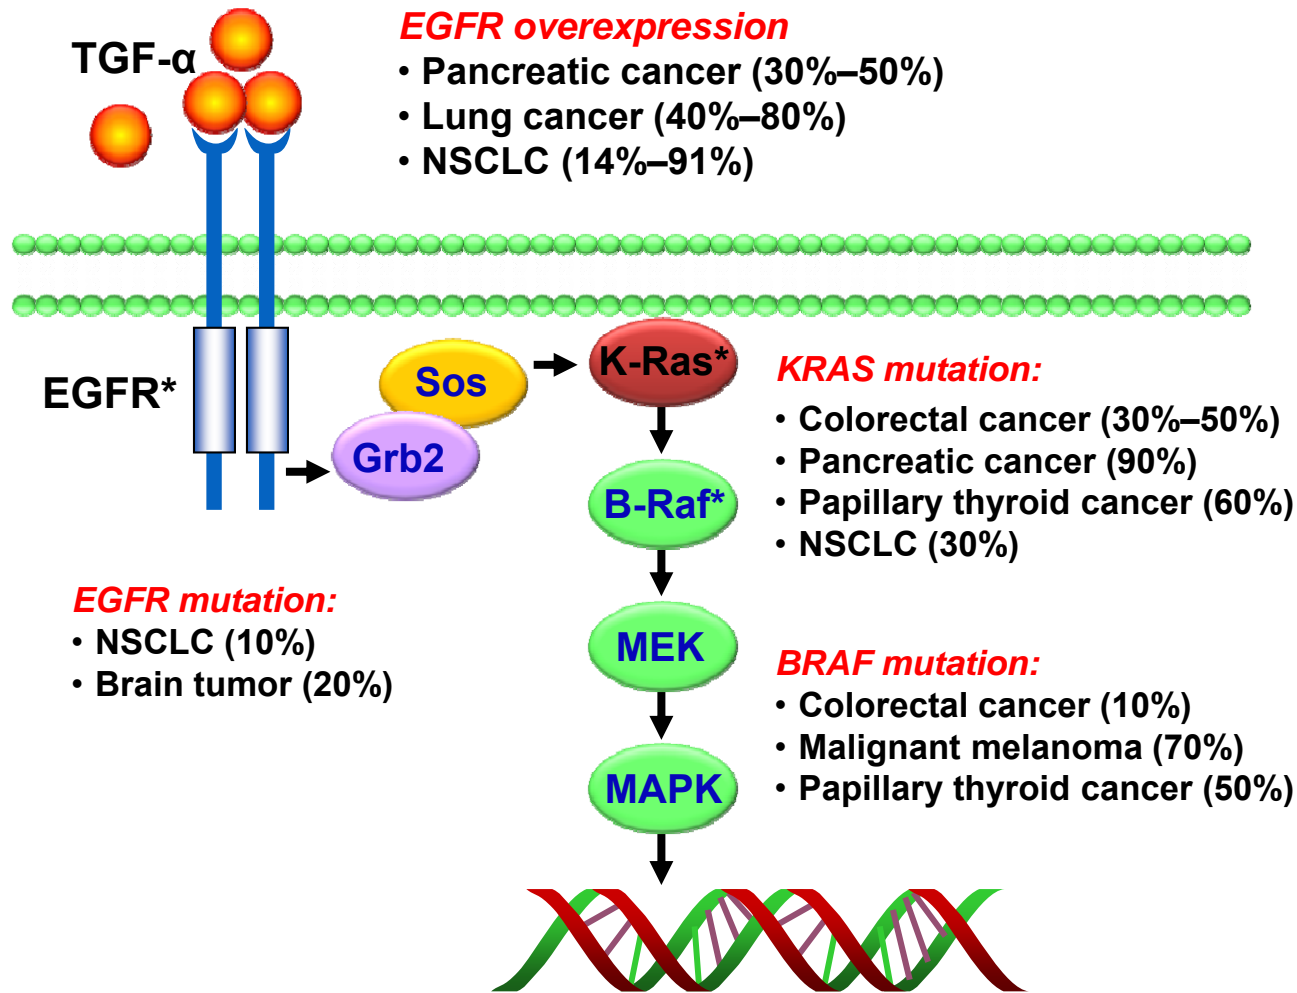 TGF-α
EGFR overexpression
• Pancreatic cancer (30%–50%)
• Lung cancer (40%–80%)
• NSCLC (14%–91%)
EGFR*
Sos
Grb2
K-Ras*
B-Raf*
MEK
MAPK
KRAS mutation:
• Colorectal cancer (30%–50%)
• Pancreatic cancer (90%)
• Papillary thyroid cancer (60%)
• NSCLC (30%)
EGFR mutation:
• NSCLC (10%)
• Brain tumor (20%)
BRAF mutation:
• Colorectal cancer (10%)
• Malignant melanoma (70%)
• Papillary thyroid cancer (50%)